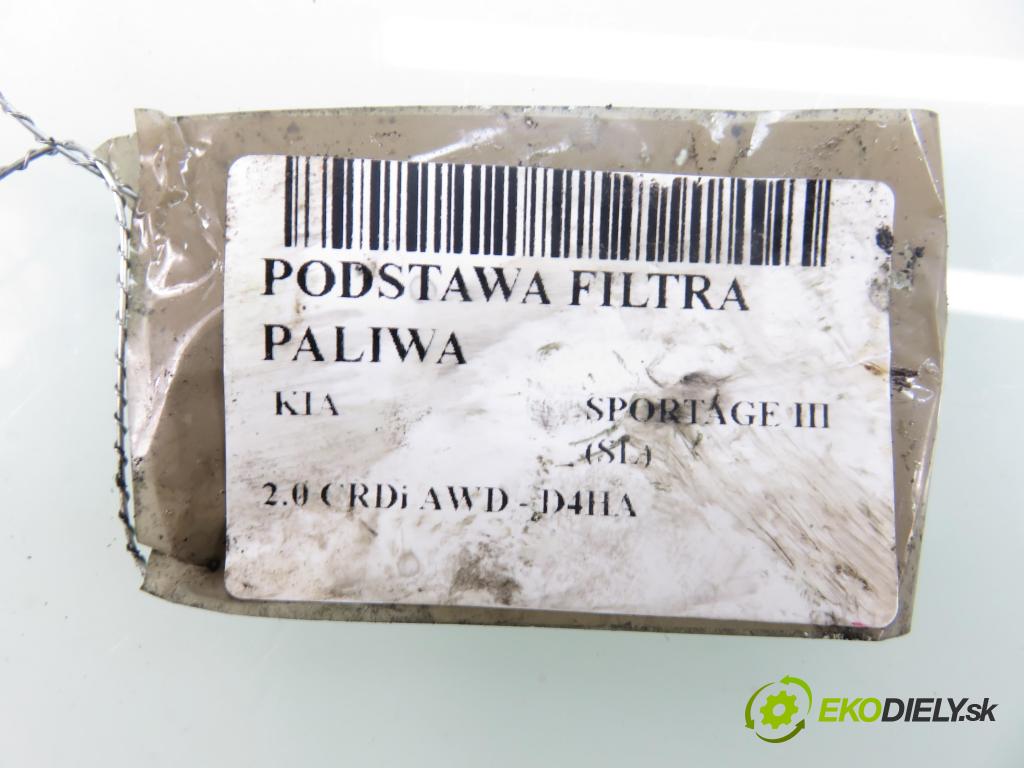 PODSTAWA FILTRA
PALIWA
KIA SPORTAGE III
(SL)
2.0 CRDi AWD - D4HA
EKODIELY.sk